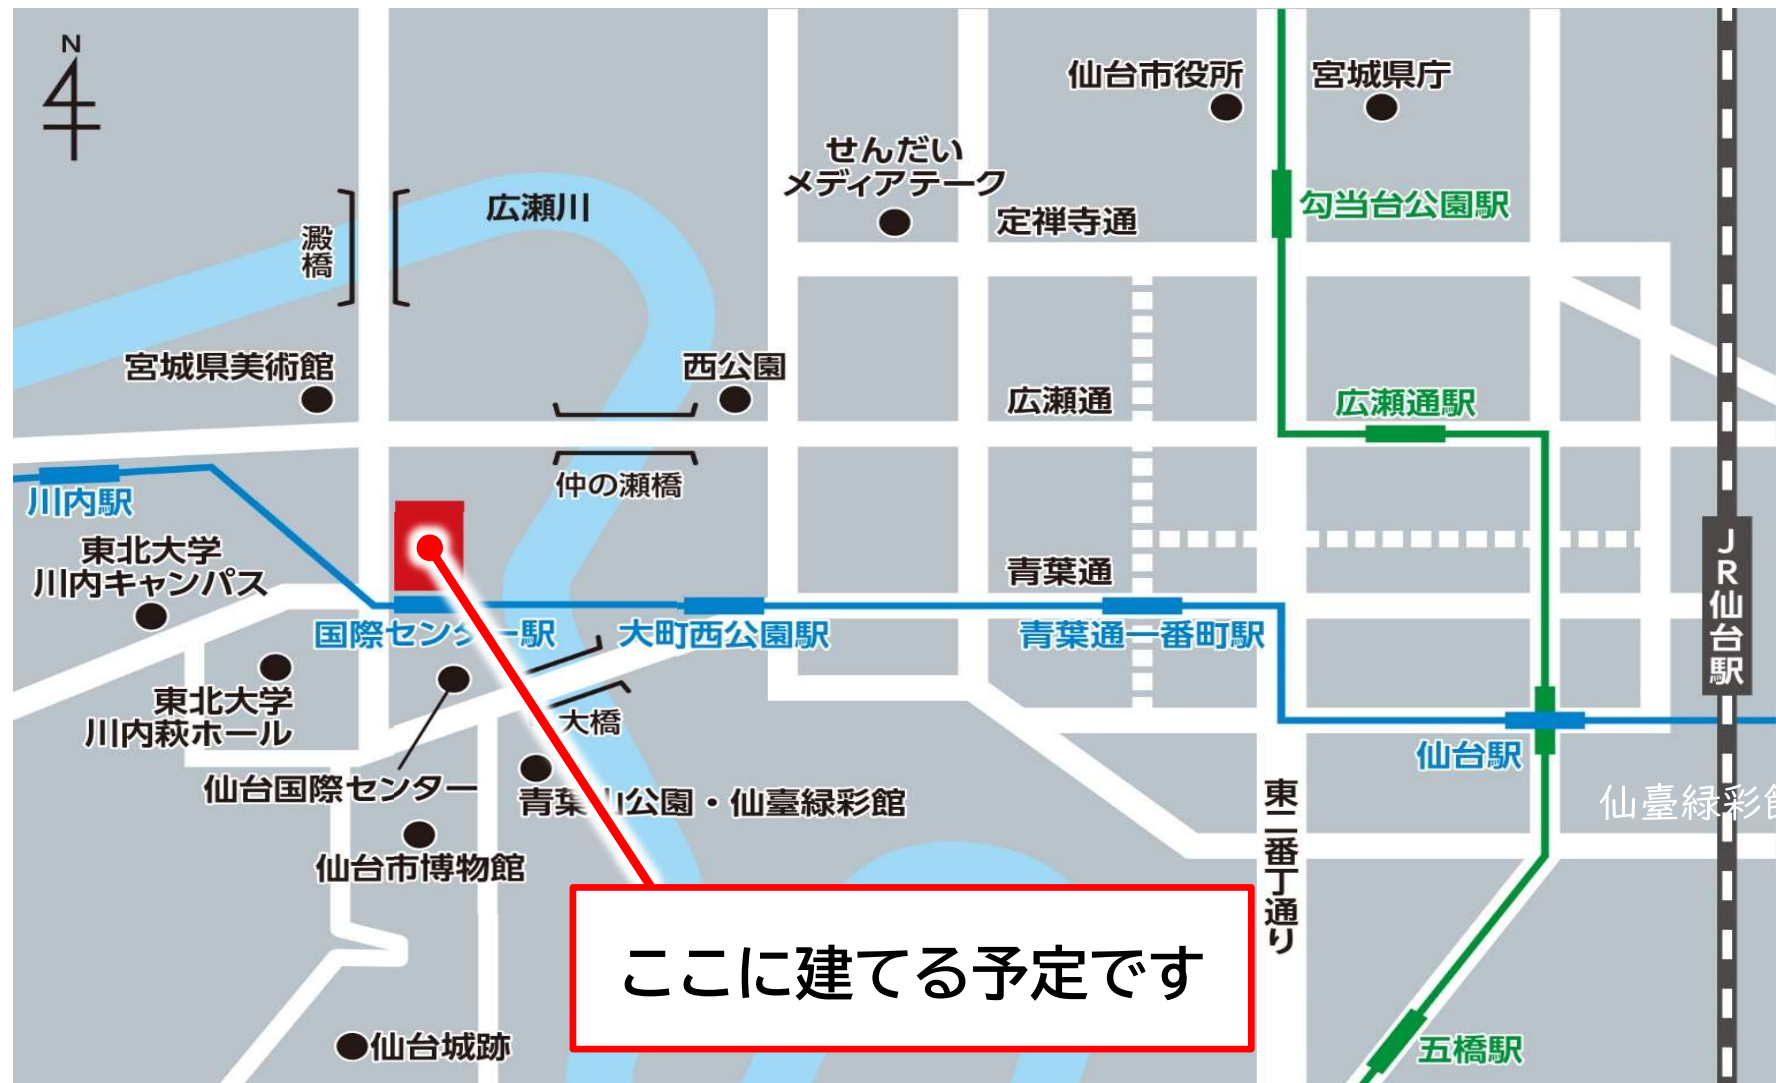 N
仙台市役所
宮城県庁
せんだい
メディアテーク
定禅寺通
勾当台公園駅
広瀬川
澱橋
宮城県美術館
西公園
広瀬通
広瀬通駅
仲の瀬橋
川内駅
東北大学
川内キャンパス
青葉通
JR仙台駅
国際センター駅
大町西公園駅
青葉通一番町駅
東北大学
川内萩ホール
大橋
仙台駅
仙台国際センター
青葉山公園・仙臺緑彩館
仙臺緑彩館
東二番丁通り
仙台市博物館
ここに建てる予定です
仙台城跡
五橋駅